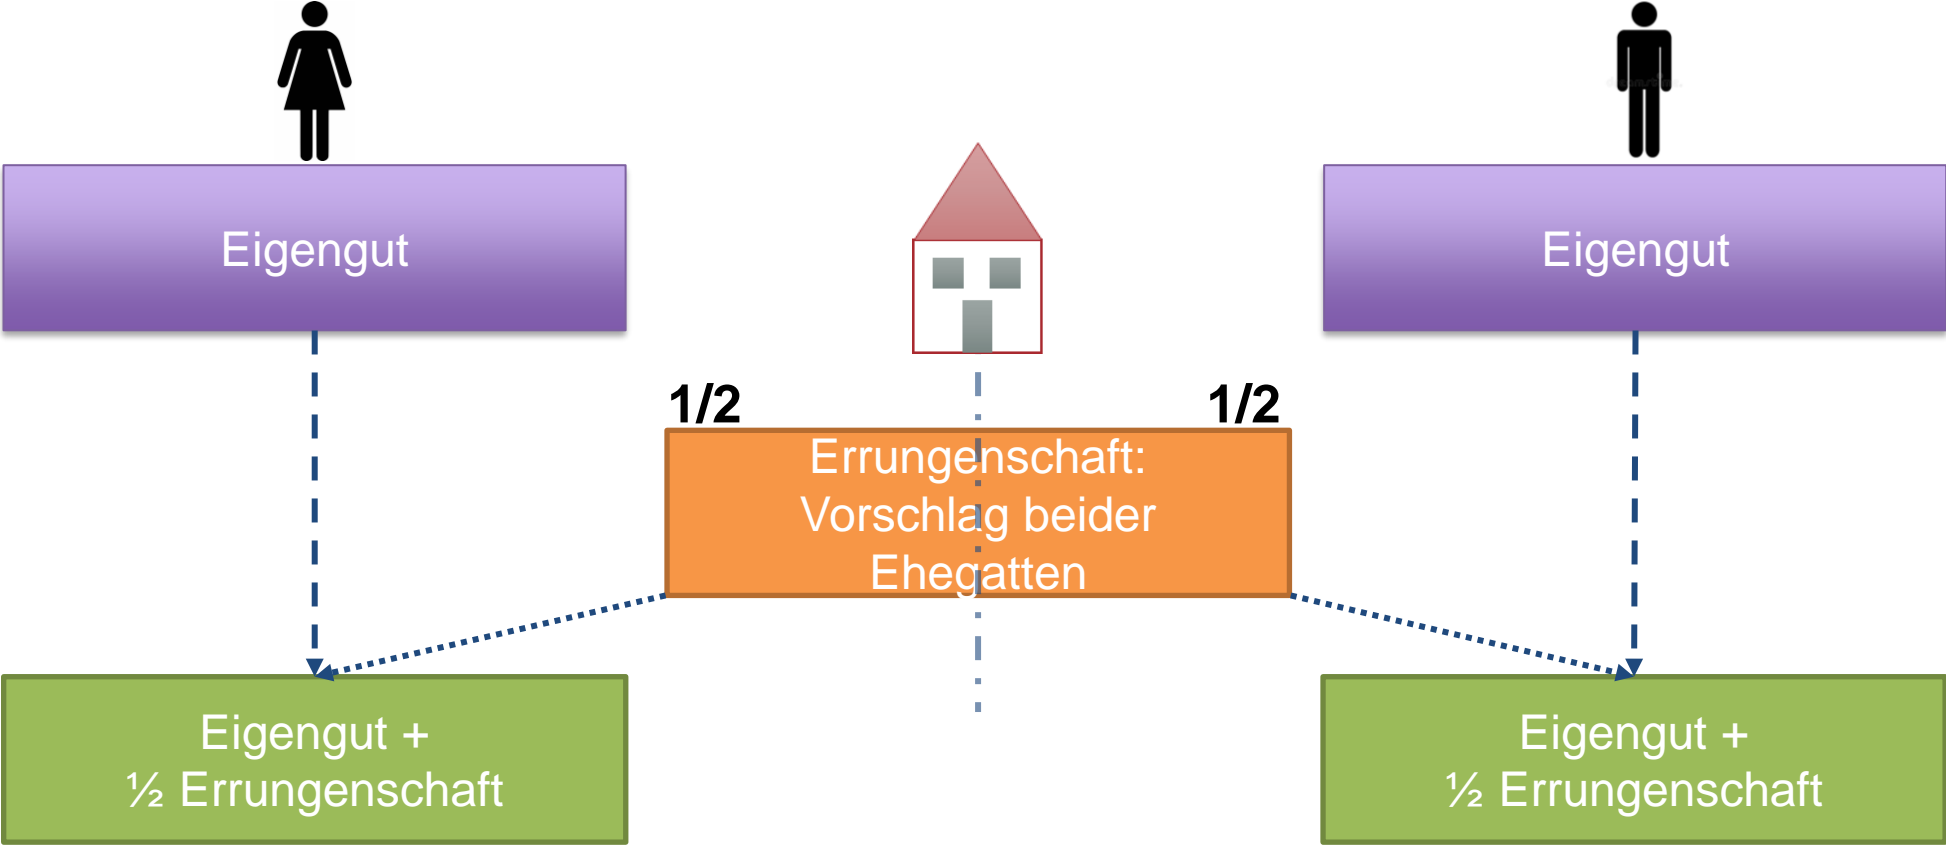 Eigengut
Eigengut
1/2
1/2
Errungenschaft:
Vorschlag beider
Ehegatten
Eigengut +
½ Errungenschaft
Eigengut +
½ Errungenschaft